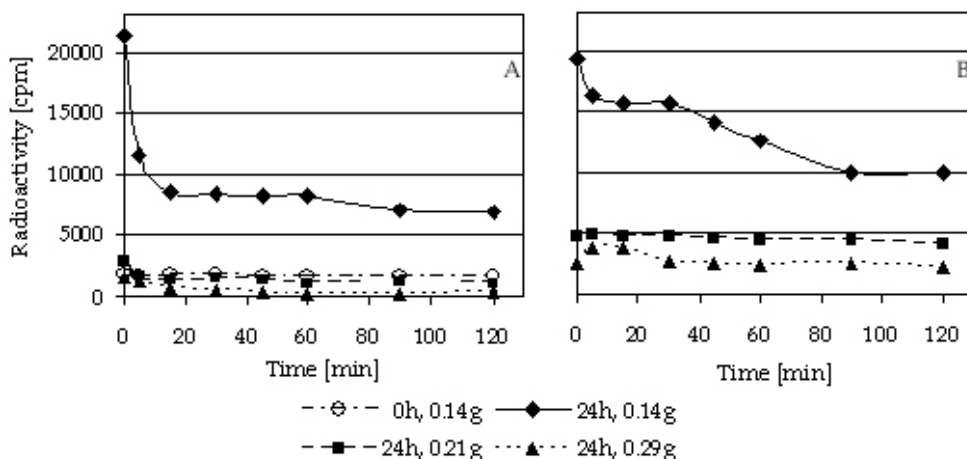 A
B
Radioactivity [cpm]
20000
15000
10000
5000
0
0 20 40 60 80 100 120
0 20 40 60 80 100 120
Time [min]
Time [min]
0h, 0.14g
24h, 0.14g
24h, 0.21g
24h, 0.29g